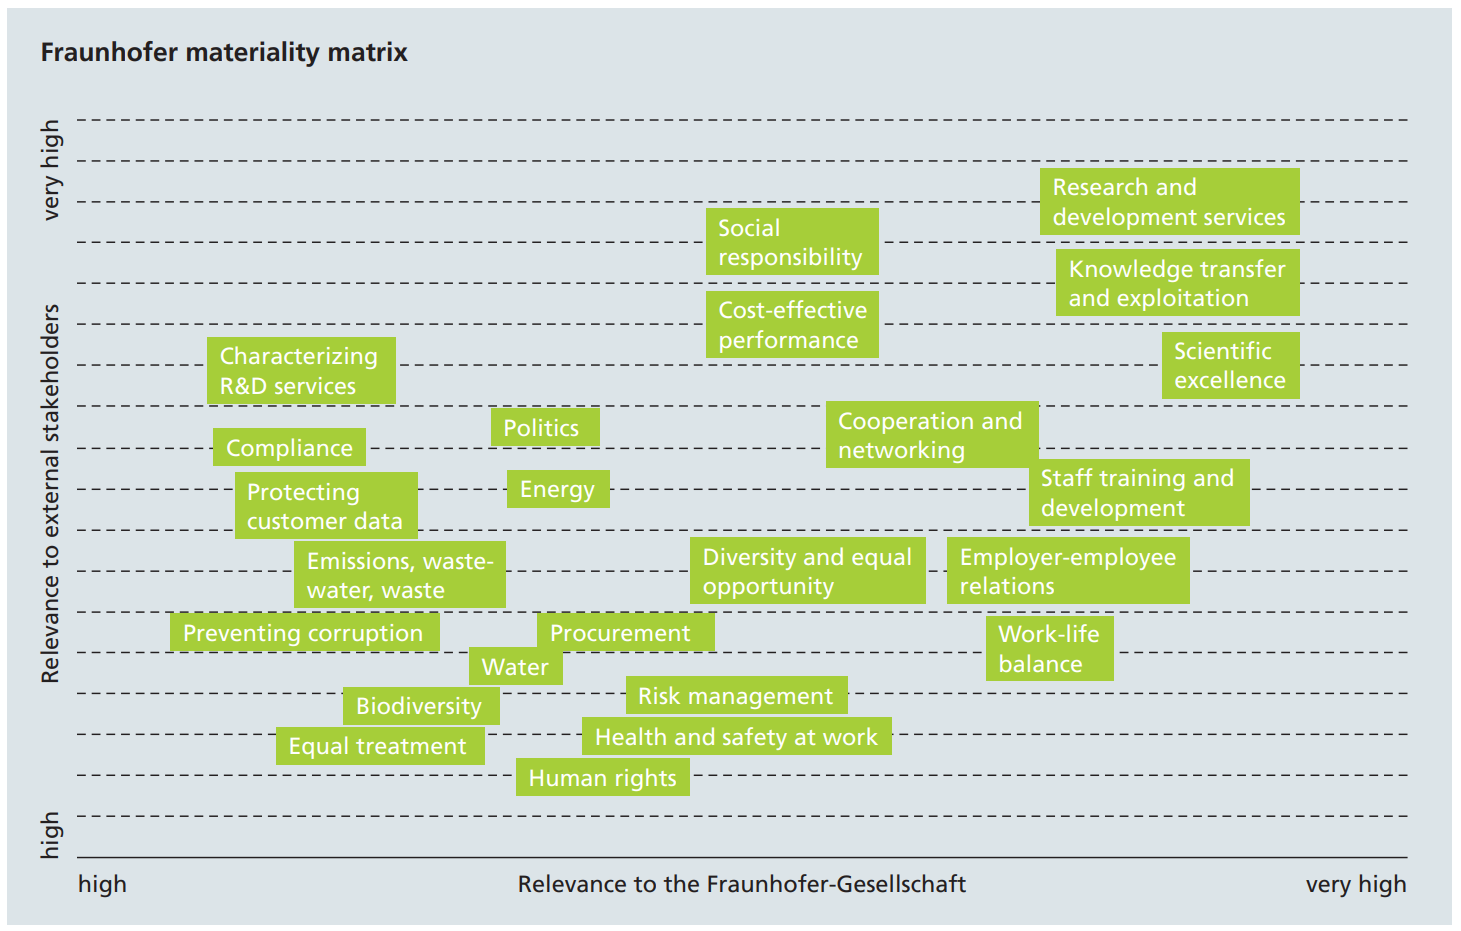 Fraunhofer materiality matrix
very high
Relevance to external stakeholders
high
Research and
development services
Social
responsibility
Knowledge transfer
and exploitation
Cost-effective
performance
Scientific
excellence
Characterizing
R&D services
Cooperation and
networking
Politics
Compliance
Staff training and
development
Energy
Protecting
customer data
Emissions, waste-
water, waste
Diversity and equal
opportunity
Employer-employee
relations
Preventing corruption
Procurement
Work-life
balance
Water
Risk management
Biodiversity
Health and safety at work
Equal treatment
Human rights
high
Relevance to the Fraunhofer-Gesellschaft
very high